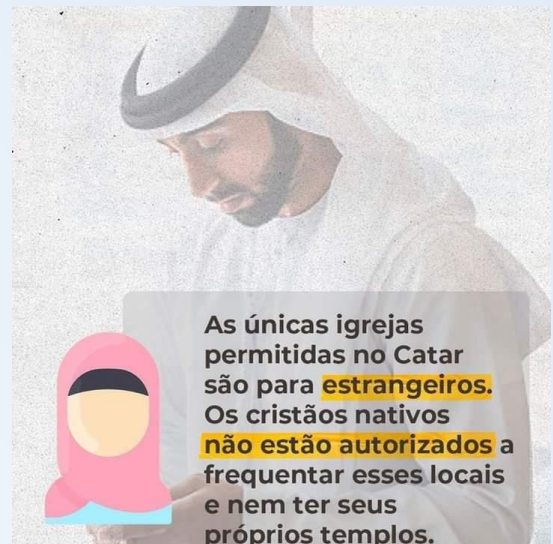 As únicas igrejas
permitidas no Catar
são para estrangeiros.
Os cristãos nativos
não estão autorizados a
frequentar esses locais
e nem ter seus
próprios templos.